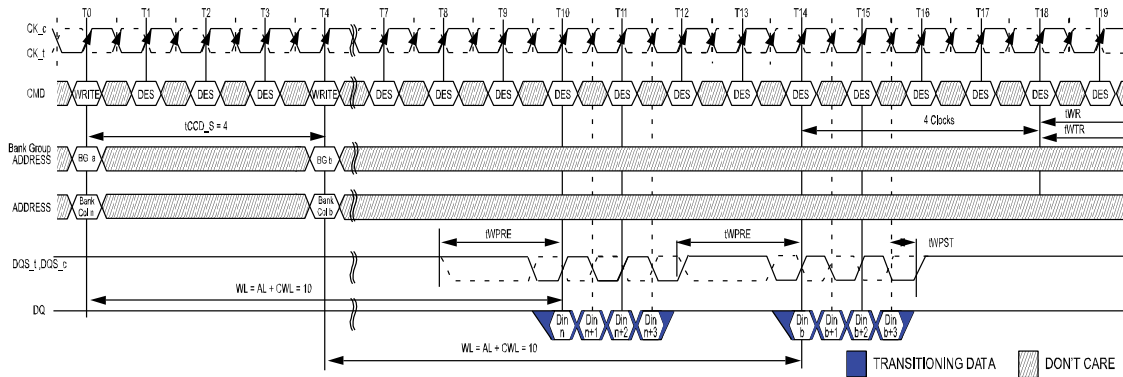 T0 T1 T2 T3 T4 T7 T8 T9 T10 T11 T12 T13 T14 T15 T16 T17 T18 T19
CK_c
CK_t
CMD WRITE DES DES DES WRITE DES DES DES DES DES DES DES DES DES DES DES DES DES
tCCD_S = 4 4 Clocks tWR
tWTR
Bank Group
ADDRESS BG a BG b
ADDRESS Bank Col n Bank Col b
tWPRE tWPRE tWPST
DQS_t ,DQS_c
WL = AL + CWL = 10
DQ Din n Din n+1 Din n+2 Din n+3 Din b Din b+1 Din b+2 Din b+3
WL = AL + CWL = 10
TRANSITIONING DATA DON'T CARE